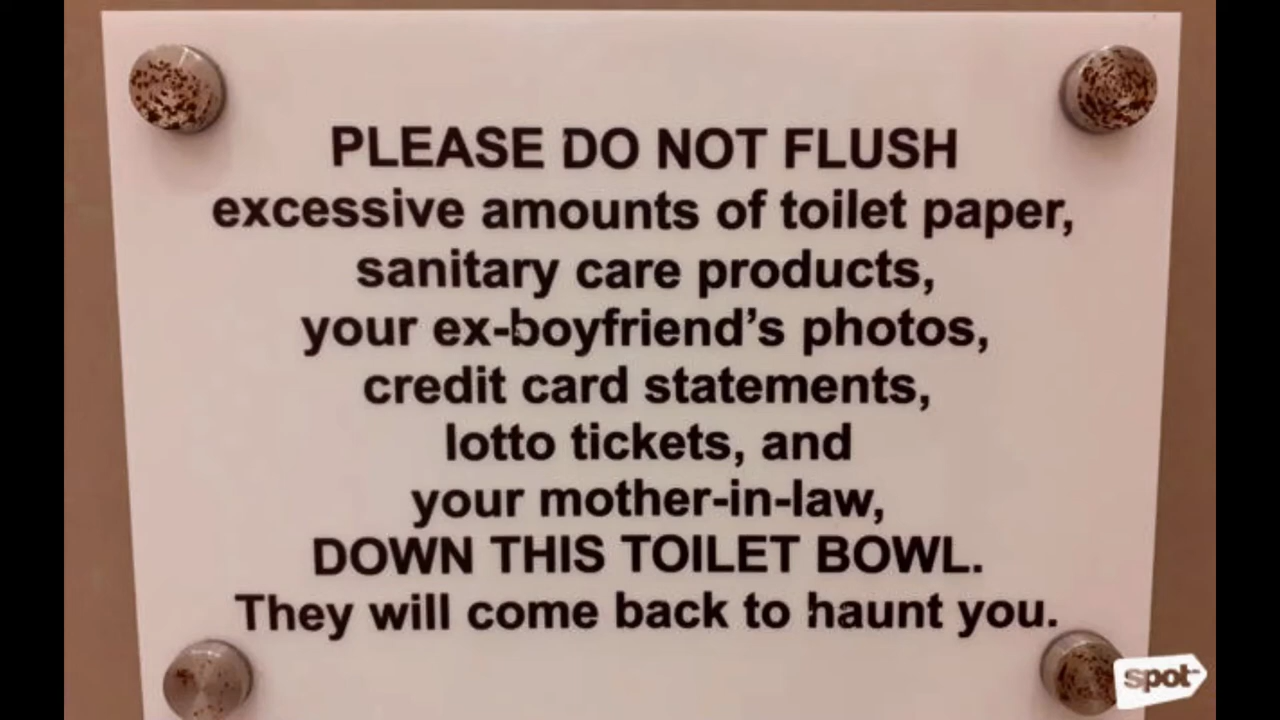 PLEASE DO NOT FLUSH
excessive amounts of toilet paper,
sanitary care products,
your ex-boyfriend’s photos,
credit card statements,
lotto tickets, and
your mother-in-law,
DOWN THIS TOILET BOWL.
They will come back to haunt you.
spot